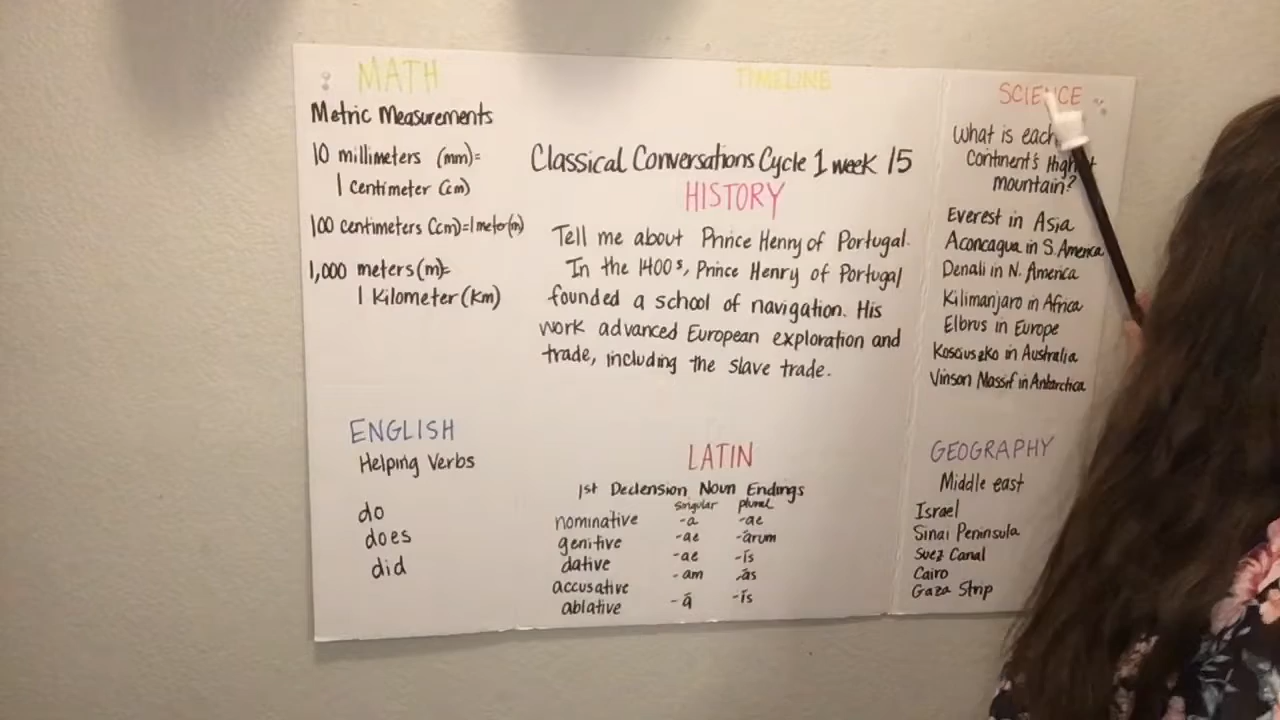 MATH
Metric Measurements
10 millimeters (mm)=
1 centimeter (cm)
100 centimeters (cm)=1 meter(m)
1,000 meters(m)=
1 Kilometer (Km)
TIMELINE
Classical Conversations Cycle 1 week 15
HISTORY
Tell me about Prince Henry of Portugal.
In the 1400s, Prince Henry of Portugal
founded a school of navigation. His
work advanced European exploration and
trade, including the slave trade.
SCIENCE
What is each
Continent's
mountain?
Everest in Asia
Aconcagua in S. America
Denali in N. America
Kilimanjaro in Africa
Elbrus in Europe
Kosciuszko in Australia
Vinson Massif in Antarctica
ENGLISH
Helping Verbs
do
does
did
LATIN
1st Declension Noun Endings
singular plural
nominative -a -ae
genitive -ae -ārum
dative -ae -īs
accusative -am -ās
ablative -ā -īs
GEOGRAPHY
Middle east
Israel
Sinai Peninsula
Suez Canal
Cairo
Gaza Strip